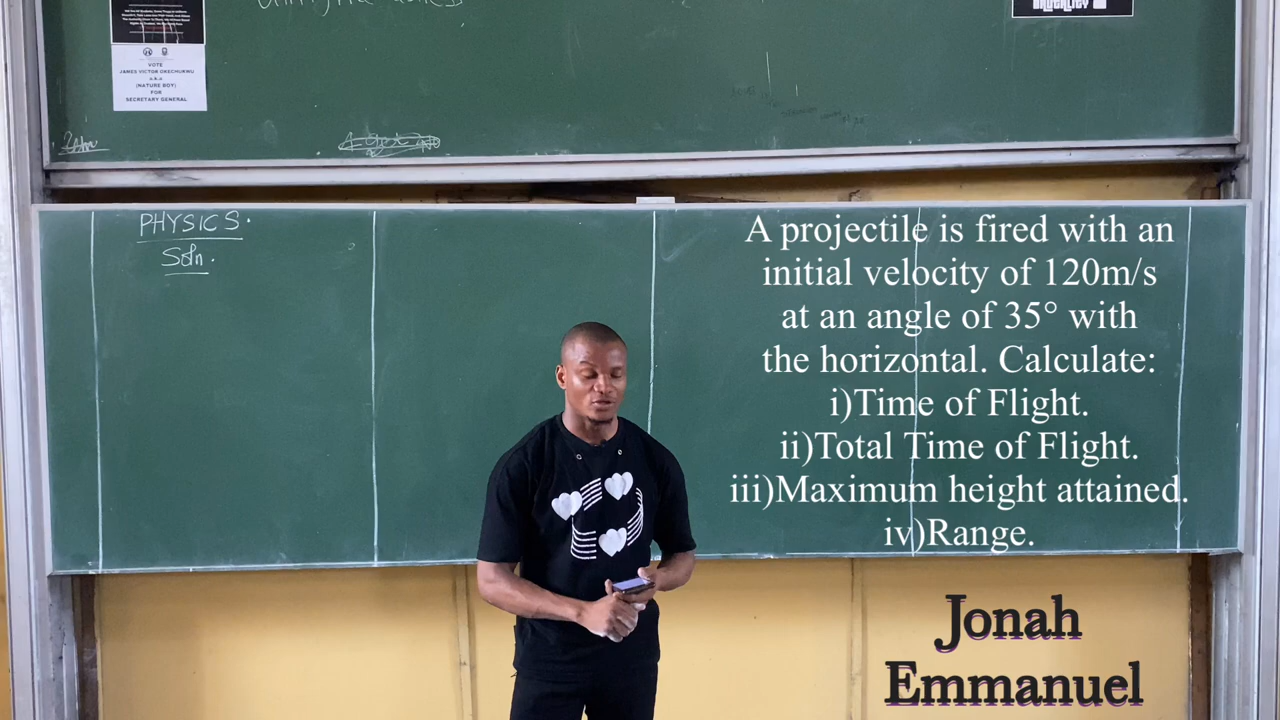 VOTE
JAMES VICTOR OKECHUKWU
a.k.a
(NATURE BOY)
FOR
SECRETARY GENERAL
PHYSICS.
Soln.
A projectile is fired with an
initial velocity of 120m/s
at an angle of 35° with
the horizontal. Calculate:
i)Time of Flight.
ii)Total Time of Flight.
iii)Maximum height attained.
iv)Range.
Jonah
Emmanuel